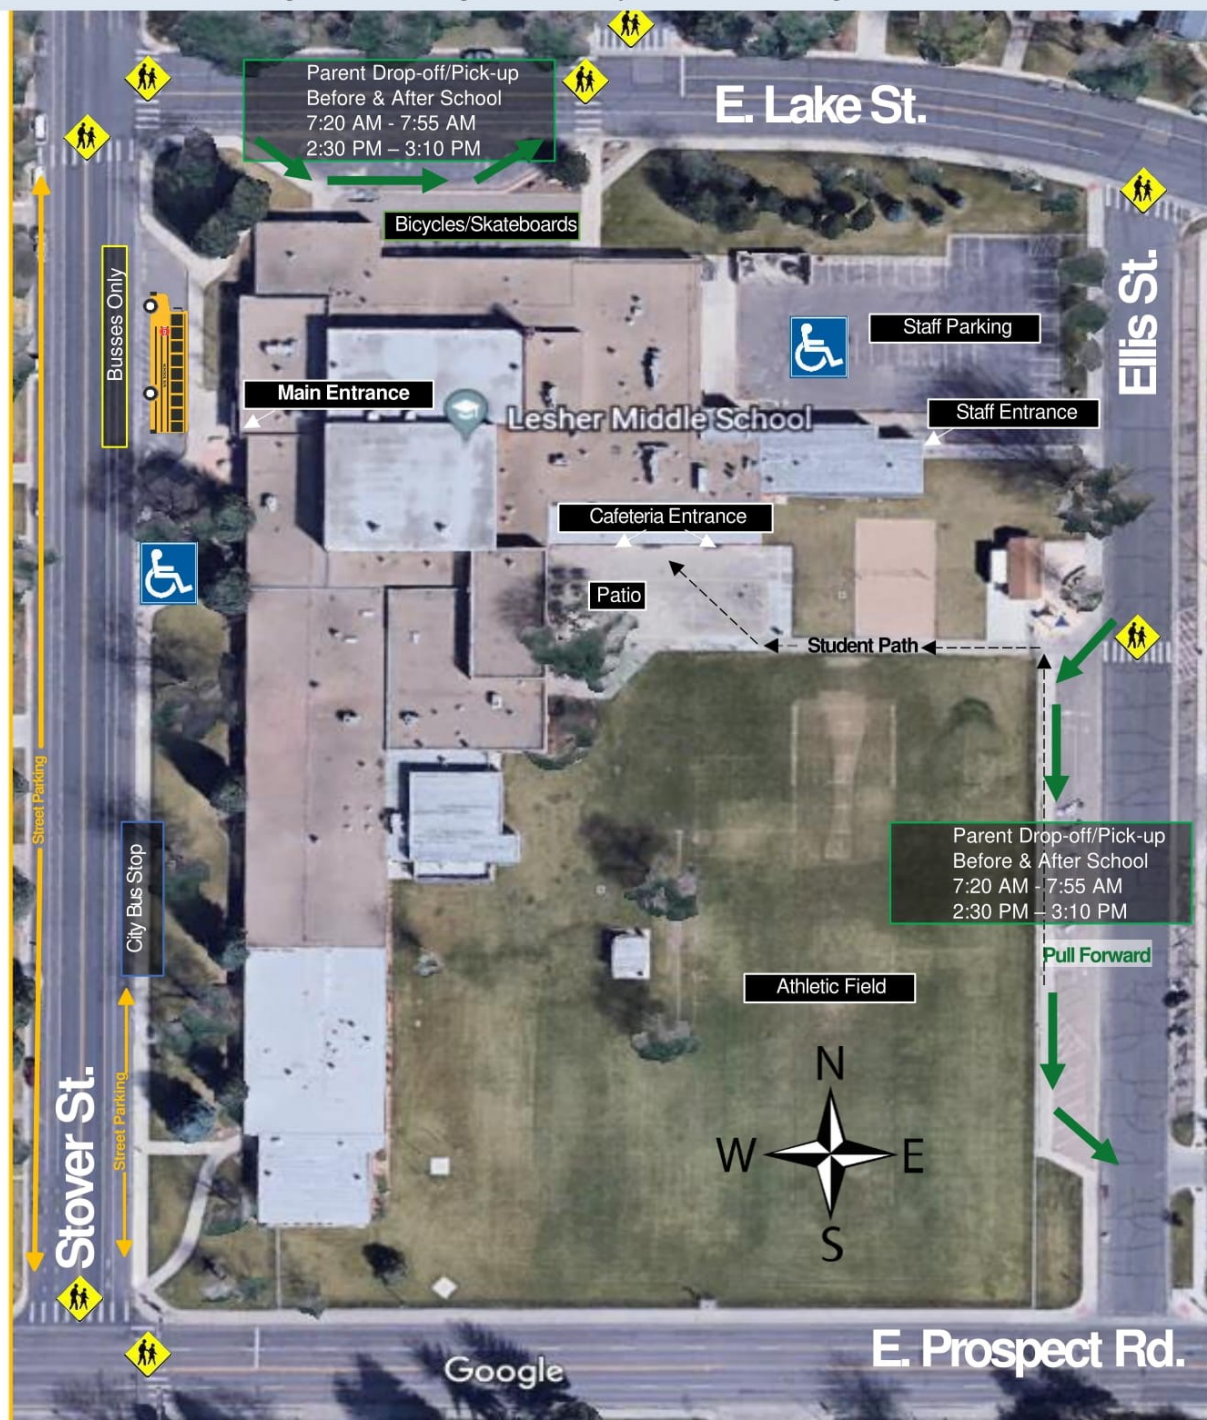 Parent Drop-off/Pick-up
Before & After School
7:20 AM - 7:55 AM
2:30 PM – 3:10 PM
E. Lake St.
Bicycles/Skateboards
Busses Only
Ellis St.
Staff Parking
Main Entrance
Lesher Middle School
Staff Entrance
Cafeteria Entrance
Patio
Student Path
Street Parking
City Bus Stop
Parent Drop-off/Pick-up
Before & After School
7:20 AM - 7:55 AM
2:30 PM – 3:10 PM
Pull Forward
Athletic Field
Stover St.
Street Parking
N
W
E
S
E. Prospect Rd.
Google